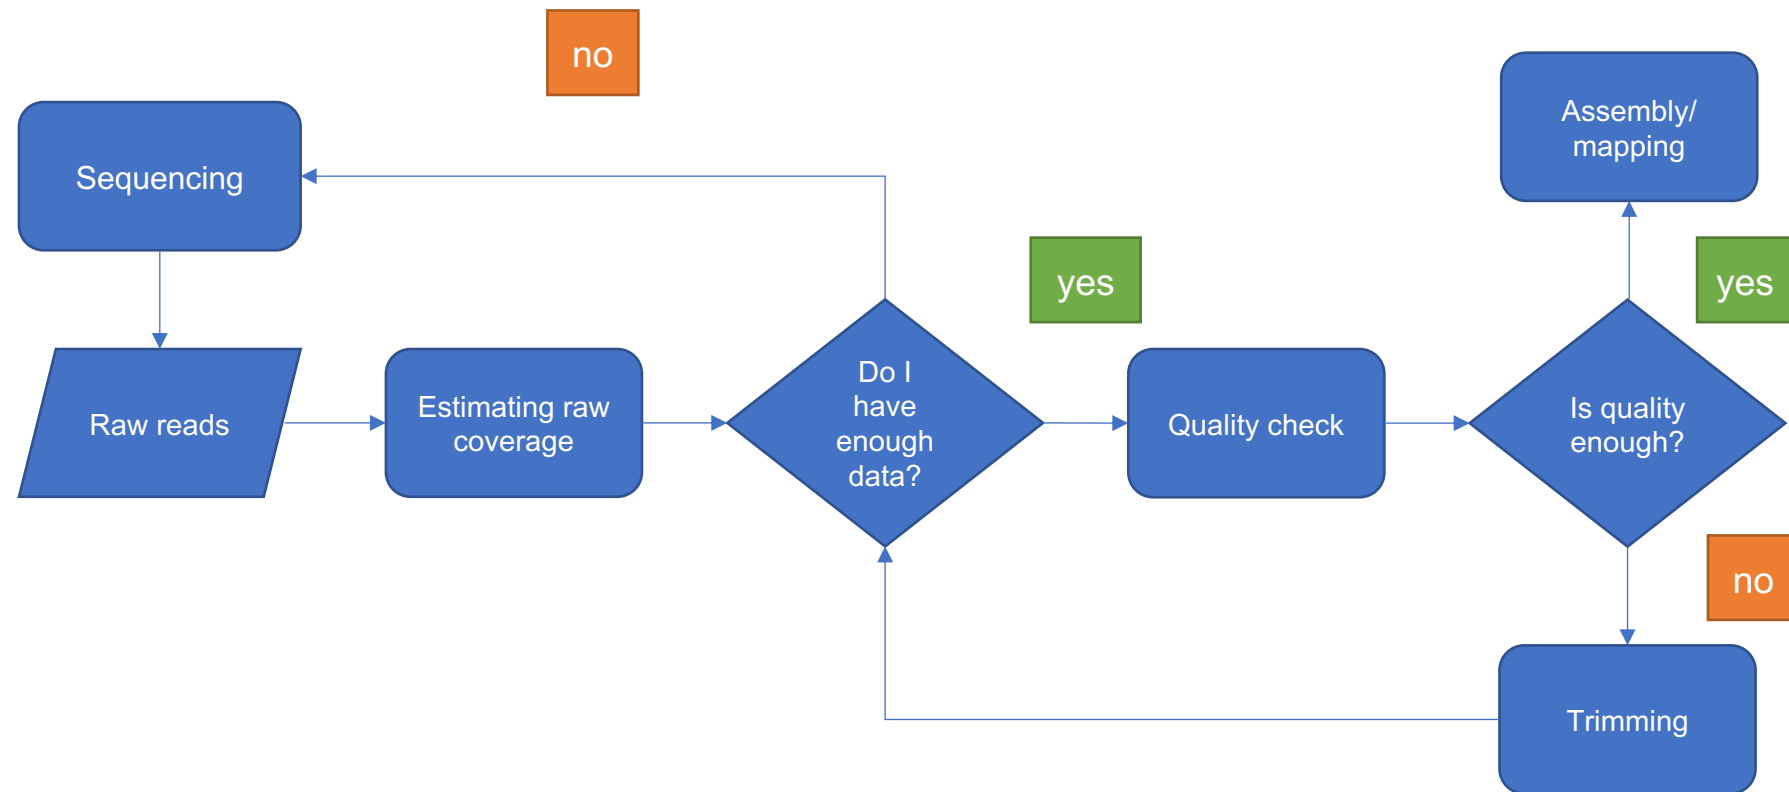 no
Sequencing
Assembly/
mapping
yes
yes
Raw reads
Estimating raw
coverage
Do I
have
enough
data?
Quality check
Is quality
enough?
no
Trimming